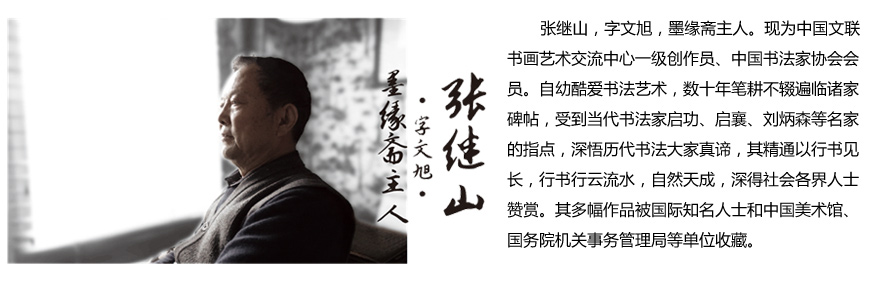 张继山
·字文旭·
墨缘斋主人
张继山，字文旭，墨缘斋主人。现为中国文联
书画艺术交流中心一级创作员、中国书法家协会会
员。自幼酷爱书法艺术，数十年笔耕不辍遍临诸家
碑帖，受到当代书法家启功、启襄、刘炳森等名家
的指点，深悟历代书法大家真谛，其精通以行书见
长，行书行云流水，自然天成，深得社会各界人士
赞赏。其多幅作品被国际知名人士和中国美术馆、
国务院机关事务管理局等单位收藏。